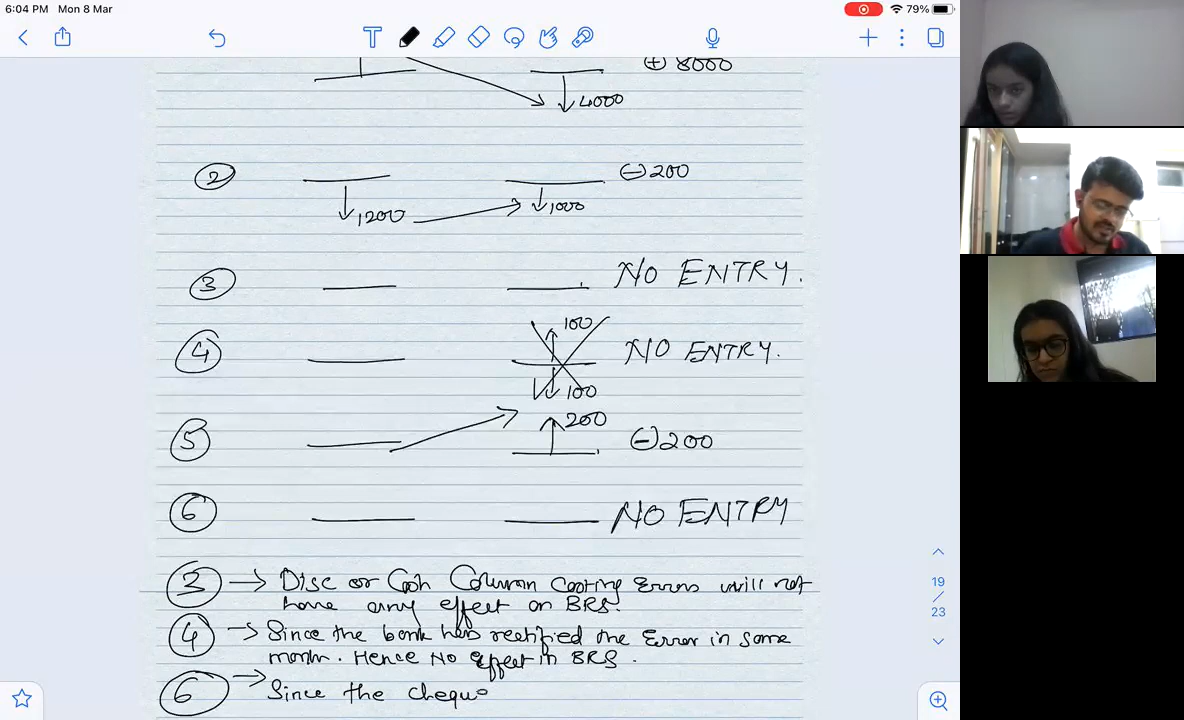 6:04 PM Mon 8 Mar
79%
⊕ 8000
↓4000
② ⊖200
↓1200 ↓1000
③ NO ENTRY.
100
④ NO ENTRY.
100
200
⑤ ⊖200
⑥ NO ENTRY
③ → Disc or Cash Column Casting Errors will not
have any effect on BRS.
④ → Since the bank has rectified the Error in same
month. Hence No effect in BRS.
⑥ → Since the cheque
19
/
23